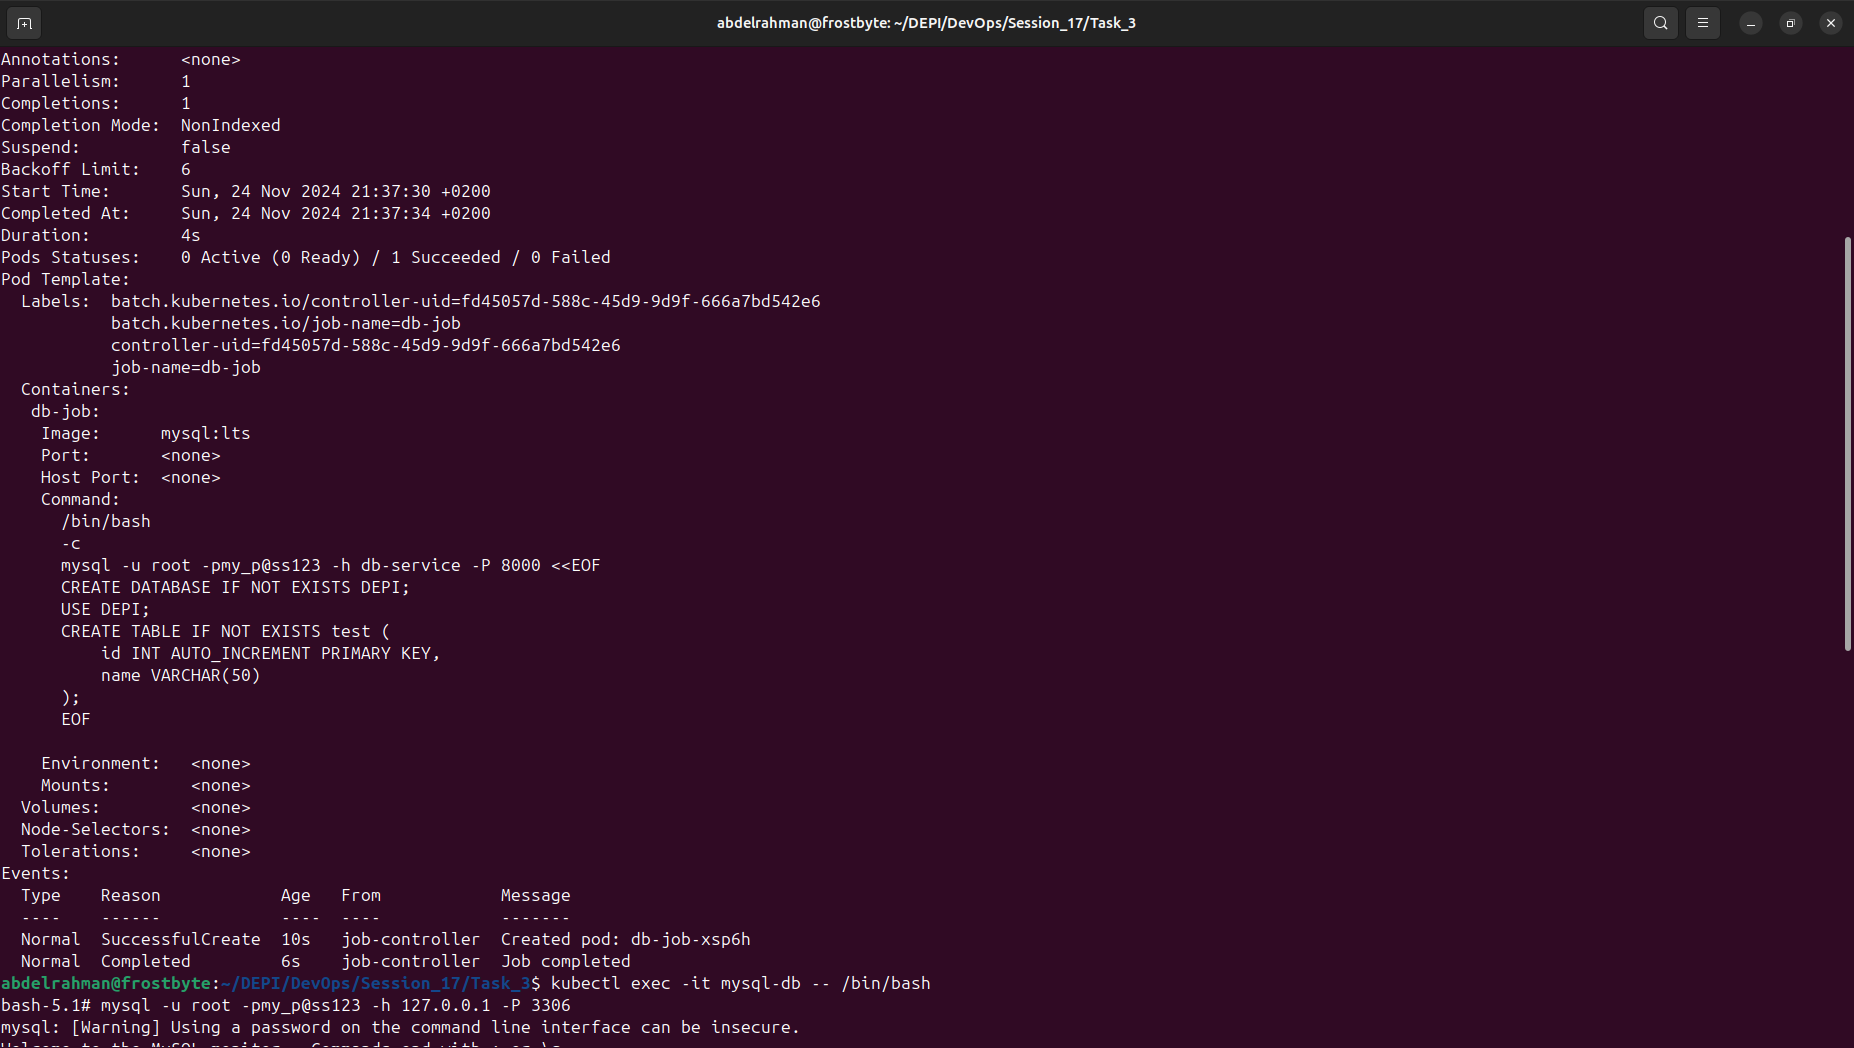 abdelrahman@frostbyte: ~/DEPI/DevOps/Session_17/Task_3
Annotations:      <none>
Parallelism:      1
Completions:      1
Completion Mode:  NonIndexed
Suspend:          false
Backoff Limit:    6
Start Time:       Sun, 24 Nov 2024 21:37:30 +0200
Completed At:     Sun, 24 Nov 2024 21:37:34 +0200
Duration:         4s
Pods Statuses:    0 Active (0 Ready) / 1 Succeeded / 0 Failed
Pod Template:
  Labels:  batch.kubernetes.io/controller-uid=fd45057d-588c-45d9-9d9f-666a7bd542e6
           batch.kubernetes.io/job-name=db-job
           controller-uid=fd45057d-588c-45d9-9d9f-666a7bd542e6
           job-name=db-job
  Containers:
   db-job:
    Image:      mysql:lts
    Port:       <none>
    Host Port:  <none>
    Command:
      /bin/bash
      -c
      mysql -u root -pmy_p@ss123 -h db-service -P 8000 <<EOF
      CREATE DATABASE IF NOT EXISTS DEPI;
      USE DEPI;
      CREATE TABLE IF NOT EXISTS test (
          id INT AUTO_INCREMENT PRIMARY KEY,
          name VARCHAR(50)
      );
      EOF
    Environment:   <none>
    Mounts:        <none>
  Volumes:         <none>
  Node-Selectors:  <none>
  Tolerations:     <none>
Events:
  Type    Reason            Age   From            Message
  ----    ------            ----  ----            -------
  Normal  SuccessfulCreate  10s   job-controller  Created pod: db-job-xsp6h
  Normal  Completed         6s    job-controller  Job completed
abdelrahman@frostbyte:~/DEPI/DevOps/Session_17/Task_3$ kubectl exec -it mysql-db -- /bin/bash
bash-5.1# mysql -u root -pmy_p@ss123 -h 127.0.0.1 -P 3306
mysql: [Warning] Using a password on the command line interface can be insecure.
Welcome to the MySQL monitor.  Commands end with ; or \g.